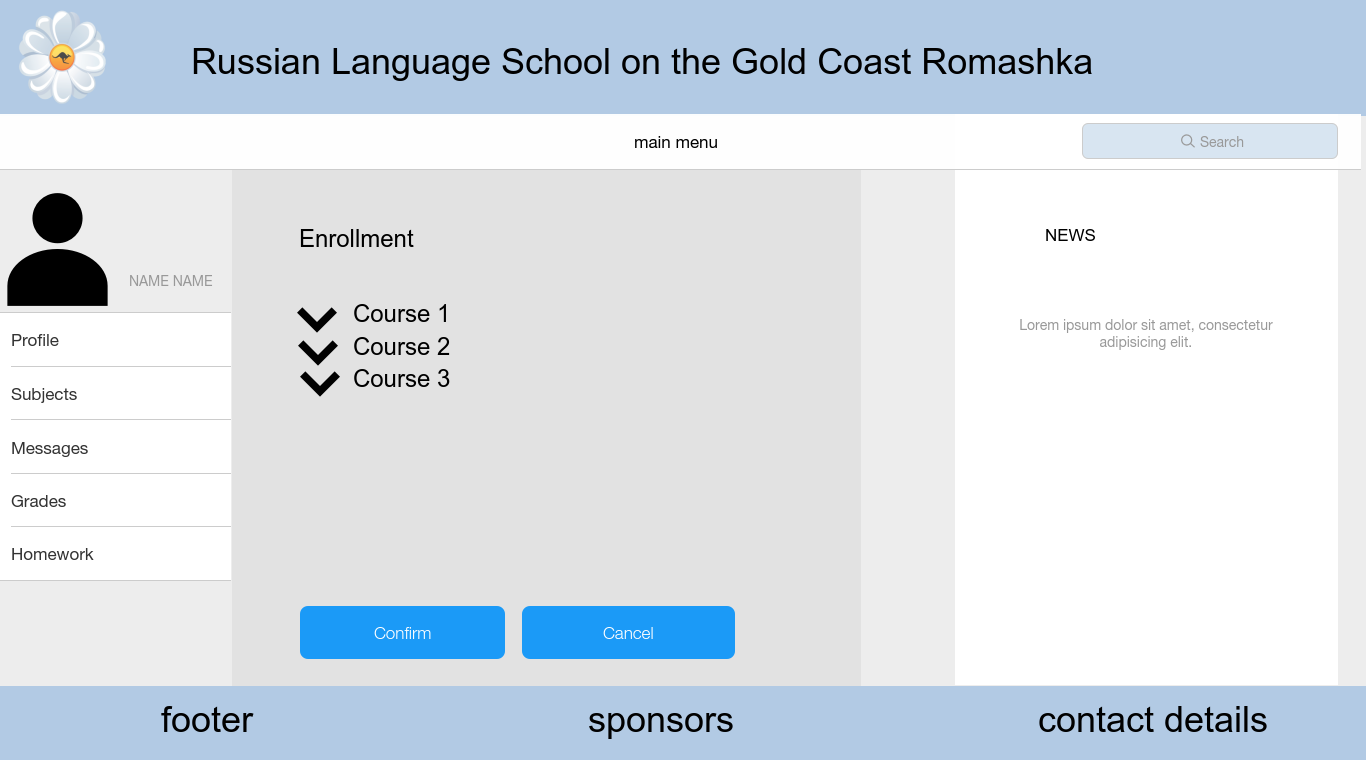 Russian Language School on the Gold Coast Romashka
main menu
Search
NAME NAME
Profile
Subjects
Messages
Grades
Homework
Enrollment
Course 1
Course 2
Course 3
Confirm
Cancel
NEWS
Lorem ipsum dolor sit amet, consectetur
adipisicing elit.
footer
sponsors
contact details